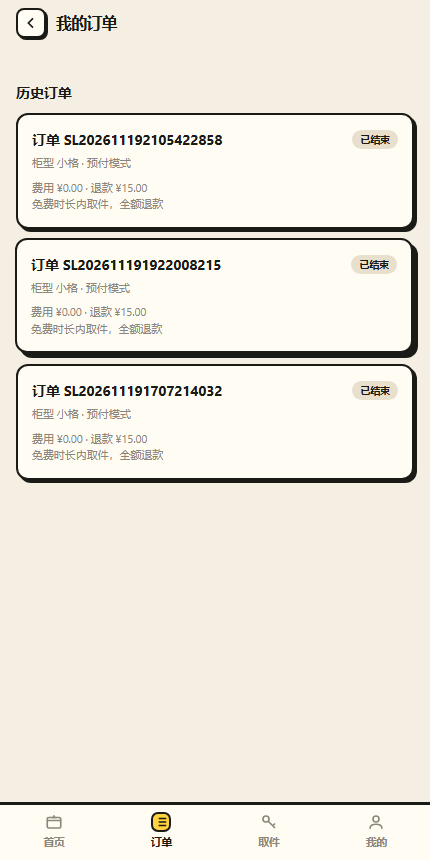 我的订单
历史订单
订单 SL202611192105422858
已结束
柜型 小格 · 预付模式
费用 ¥0.00 · 退款 ¥15.00
免费时长内取件，全额退款
订单 SL202611191922008215
已结束
柜型 小格 · 预付模式
费用 ¥0.00 · 退款 ¥15.00
免费时长内取件，全额退款
订单 SL202611191707214032
已结束
柜型 小格 · 预付模式
费用 ¥0.00 · 退款 ¥15.00
免费时长内取件，全额退款
首页
订单
取件
我的